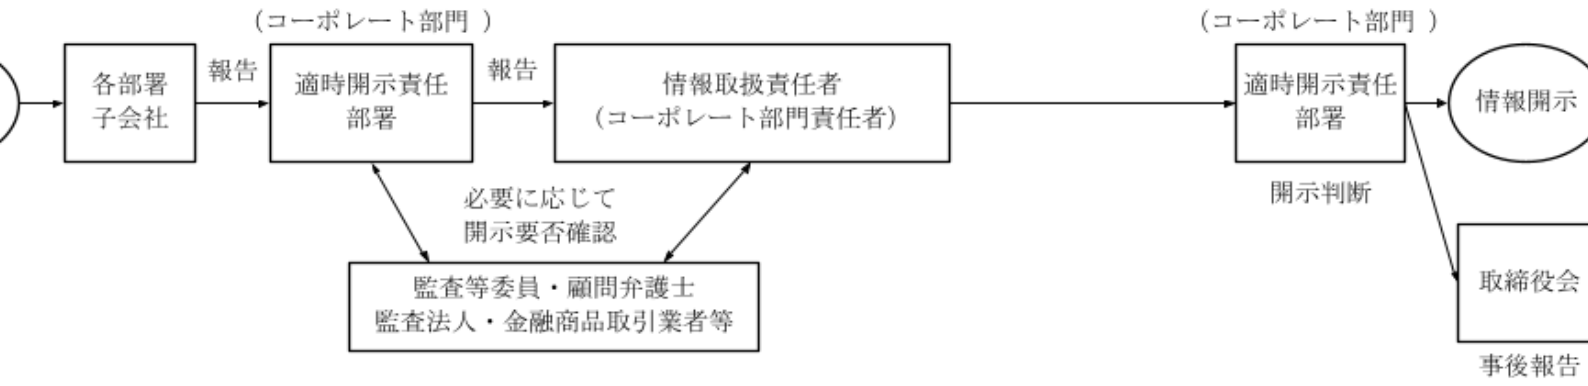 (コーポレート部門 )
各部署
子会社
報告
適時開示責任
部署
報告
情報取扱責任者
(コーポレート部門責任者)
(コーポレート部門 )
適時開示責任
部署
開示判断
情報開示
必要に応じて
開示要否確認
監査等委員・顧問弁護士
監査法人・金融商品取引業者等
取締役会
事後報告